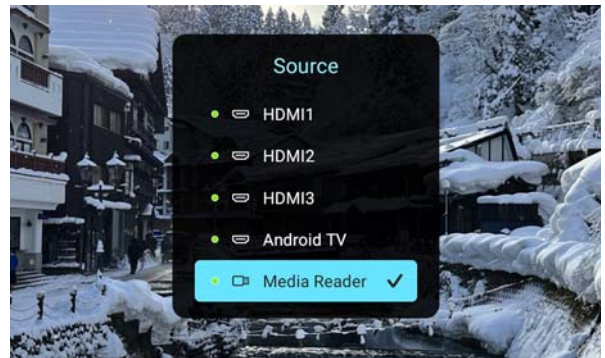 Source
HDMI1
HDMI2
HDMI3
Android TV
Media Reader